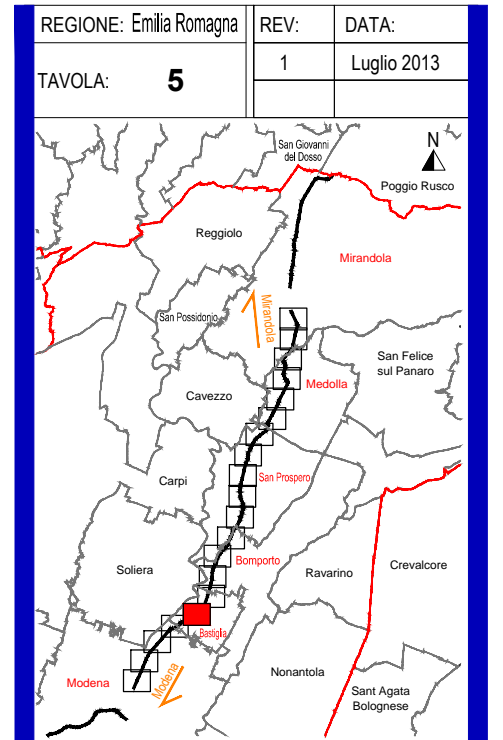 REGIONE: Emilia Romagna
REV:
DATA:
TAVOLA: 5
1
Luglio 2013
San Giovanni
del Dosso
N
Poggio Rusco
Reggiolo
Mirandola
San Possidonio
Mirandola
San Felice
sul Panaro
Medolla
Cavezzo
Carpi
San Prospero
Bomporto
Soliera
Ravarino
Crevalcore
Bastiglia
Modena
Modena
Nonantola
Sant Agata
Bolognese